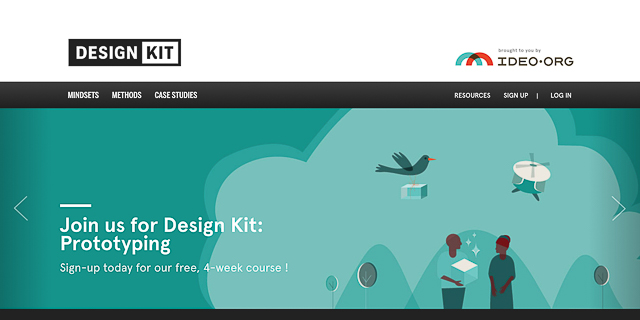 DESIGN KIT
brought to you by
IDEO.ORG
MINDSETS METHODS CASE STUDIES RESOURCES SIGN UP | LOG IN
Join us for Design Kit:
Prototyping
Sign-up today for our free, 4-week course !